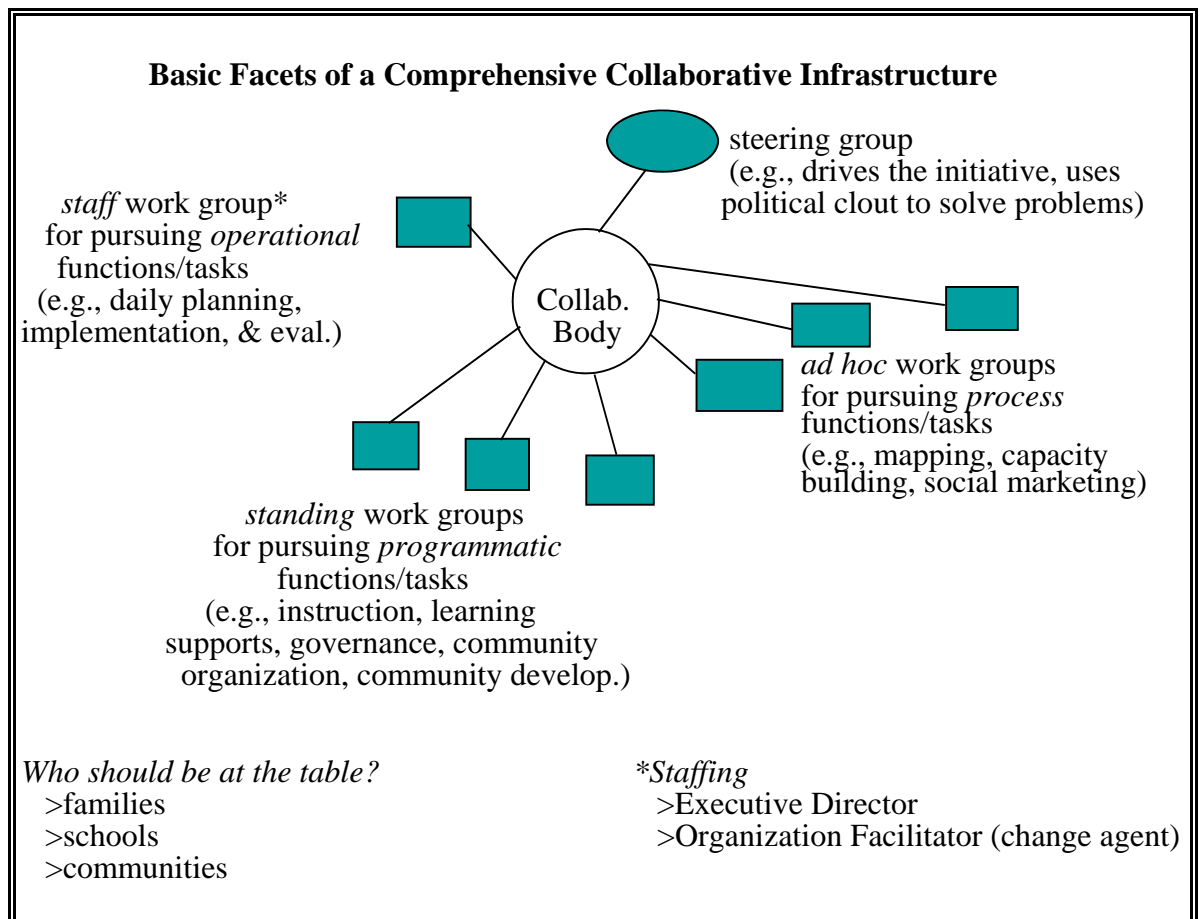 Basic Facets of a Comprehensive Collaborative Infrastructure
steering group
(e.g., drives the initiative, uses
political clout to solve problems)
staff work group*
for pursuing operational
functions/tasks
(e.g., daily planning,
implementation, & eval.)
Collab.
Body
ad hoc work groups
for pursuing process
functions/tasks
(e.g., mapping, capacity
building, social marketing)
standing work groups
for pursuing programmatic
functions/tasks
(e.g., instruction, learning
supports, governance, community
organization, community develop.)
Who should be at the table?
>families
>schools
>communities
*Staffing
>Executive Director
>Organization Facilitator (change agent)